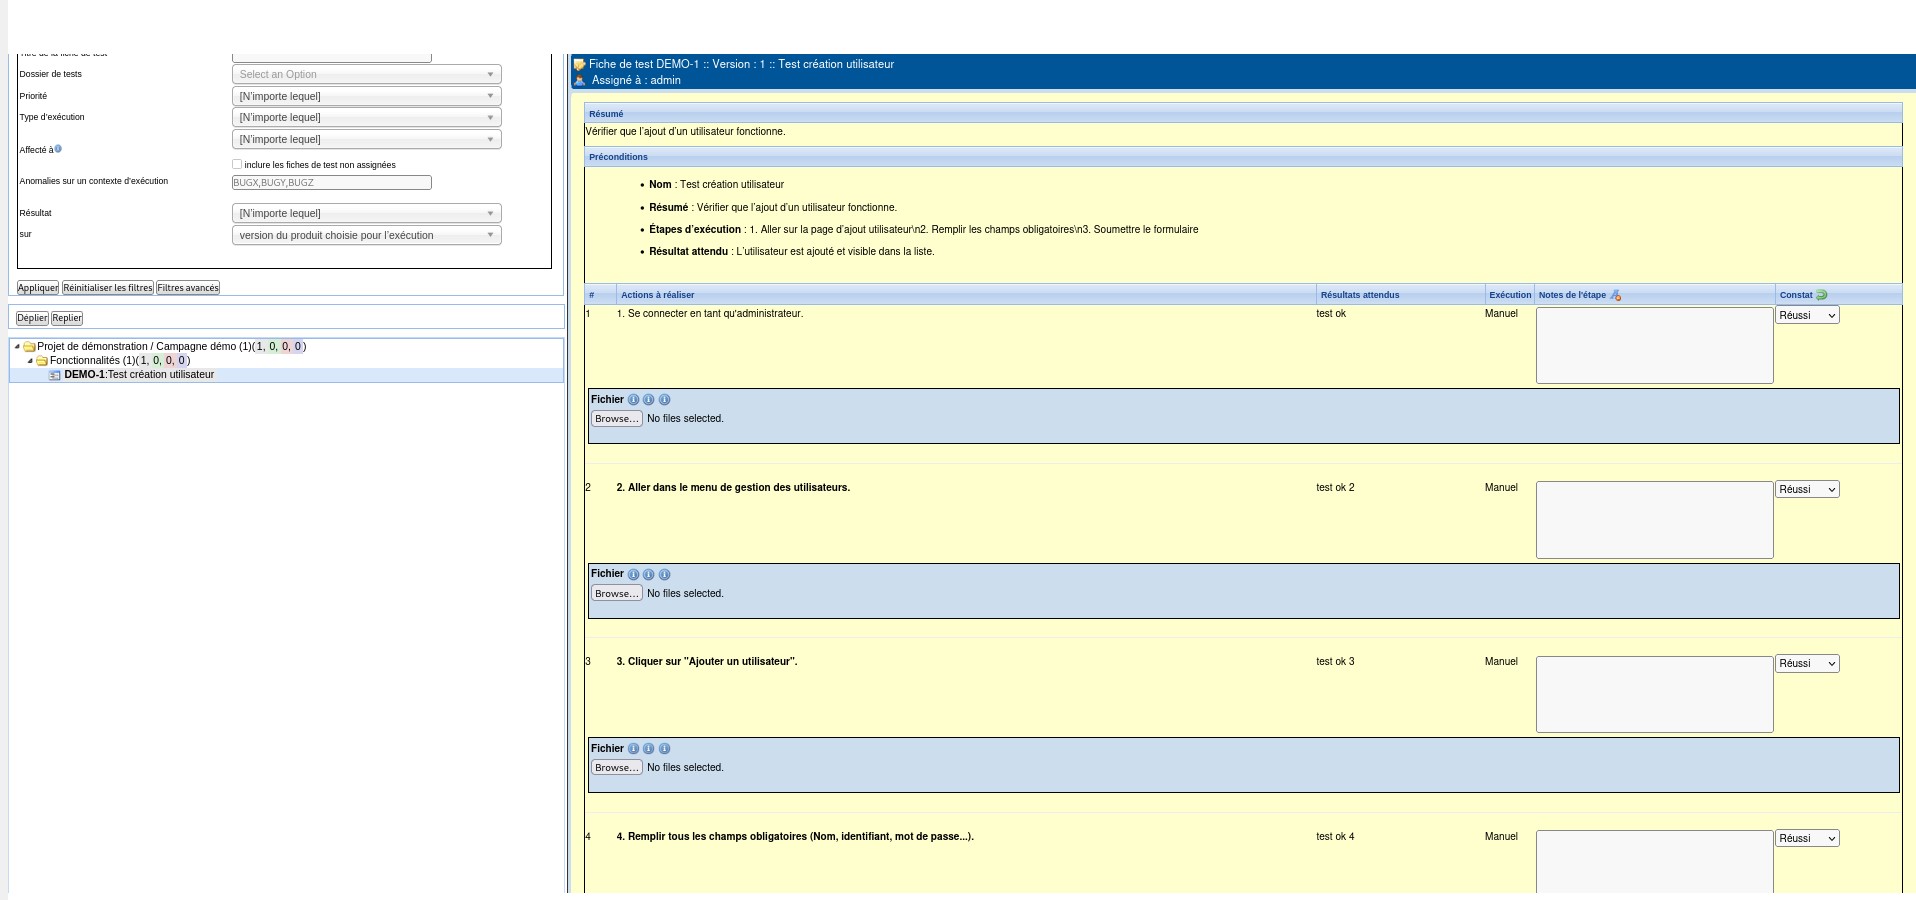 Titre de la fiche de test
Dossier de tests Select an Option
Priorité [N'importe lequel]
Type d'exécution [N'importe lequel]
[N'importe lequel]
Affecté à
inclure les fiches de test non assignées
Anomalies sur un contexte d'exécution BUGX,BUGY,BUGZ
Résultat [N'importe lequel]
sur version du produit choisie pour l'exécution
Appliquer Réinitialiser les filtres Filtres avancés
Déplier Replier
Projet de démonstration / Campagne démo (1)(1, 0, 0, 0)
Fonctionnalités (1)(1, 0, 0, 0)
DEMO-1:Test création utilisateur
Fiche de test DEMO-1 :: Version : 1 :: Test création utilisateur
Assigné à : admin
Résumé
Vérifier que l'ajout d'un utilisateur fonctionne.
Préconditions
• Nom : Test création utilisateur
• Résumé : Vérifier que l'ajout d'un utilisateur fonctionne.
• Étapes d'exécution : 1. Aller sur la page d'ajout utilisateur\n2. Remplir les champs obligatoires\n3. Soumettre le formulaire
• Résultat attendu : L'utilisateur est ajouté et visible dans la liste.
# Actions à réaliser Résultats attendus Exécution Notes de l'étape Constat
1 1. Se connecter en tant qu'administrateur. test ok Manuel Réussi
Fichier
Browse... No files selected.
2 2. Aller dans le menu de gestion des utilisateurs. test ok 2 Manuel Réussi
Fichier
Browse... No files selected.
3 3. Cliquer sur "Ajouter un utilisateur". test ok 3 Manuel Réussi
Fichier
Browse... No files selected.
4 4. Remplir tous les champs obligatoires (Nom, identifiant, mot de passe...). test ok 4 Manuel Réussi